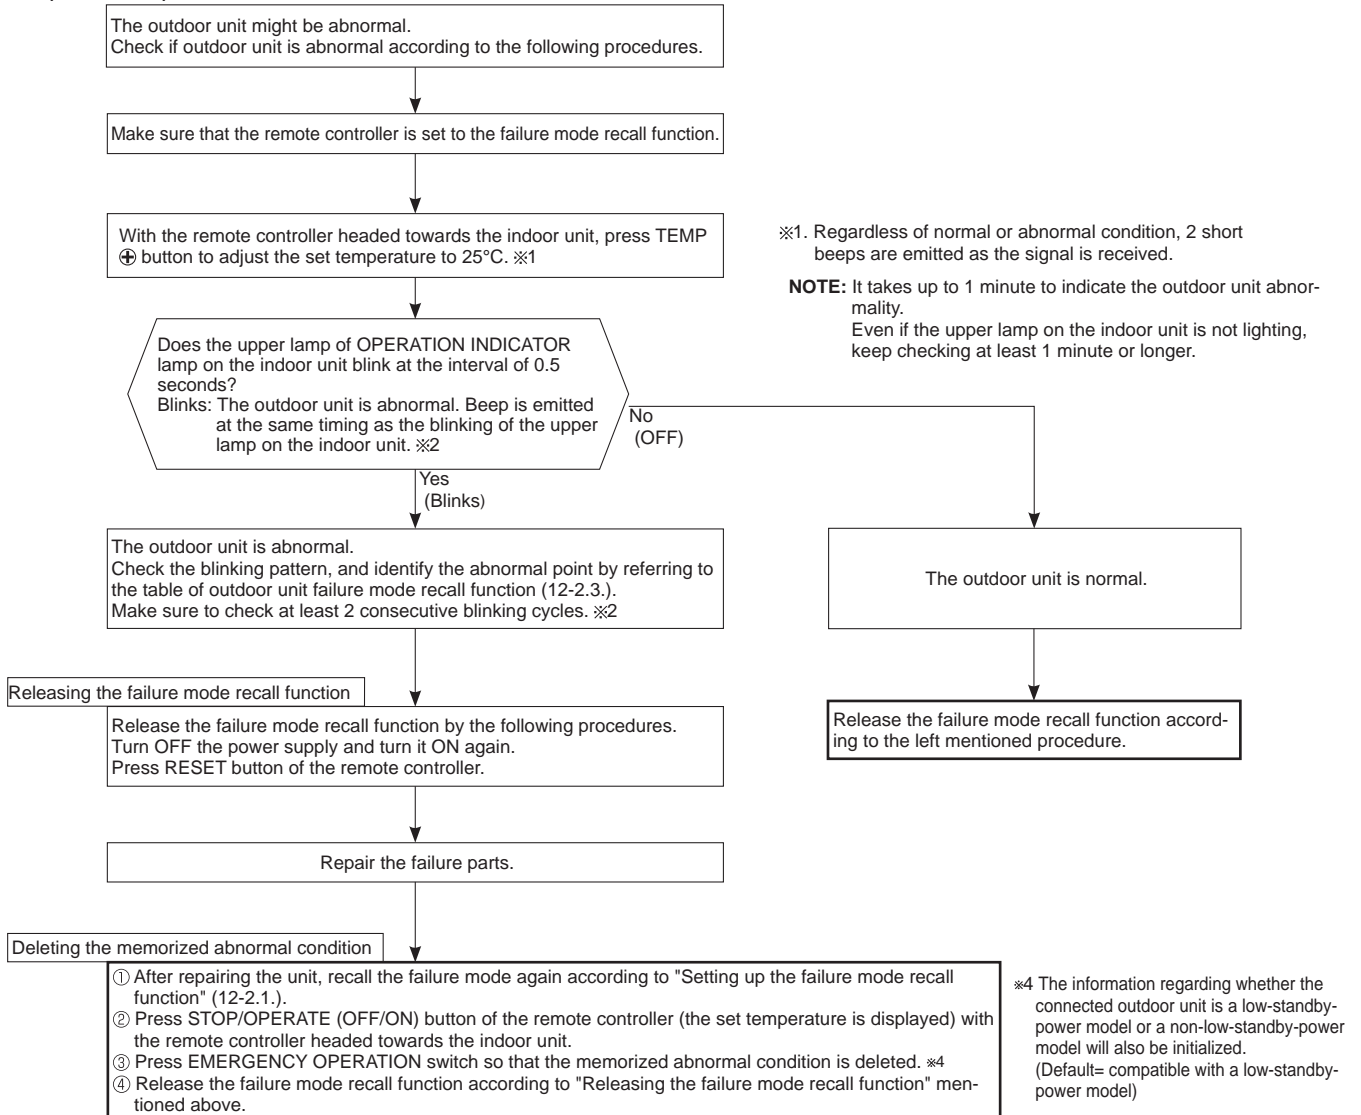 The outdoor unit might be abnormal.
Check if outdoor unit is abnormal according to the following procedures.
Make sure that the remote controller is set to the failure mode recall function.
With the remote controller headed towards the indoor unit, press TEMP
⊕ button to adjust the set temperature to 25°C. ※1
※1. Regardless of normal or abnormal condition, 2 short
beeps are emitted as the signal is received.
NOTE: It takes up to 1 minute to indicate the outdoor unit abnor-
mality.
Even if the upper lamp on the indoor unit is not lighting,
keep checking at least 1 minute or longer.
Does the upper lamp of OPERATION INDICATOR
lamp on the indoor unit blink at the interval of 0.5
seconds?
Blinks: The outdoor unit is abnormal. Beep is emitted
at the same timing as the blinking of the upper
lamp on the indoor unit. ※2
No
(OFF)
Yes
(Blinks)
The outdoor unit is abnormal.
Check the blinking pattern, and identify the abnormal point by referring to
the table of outdoor unit failure mode recall function (12-2.3.).
Make sure to check at least 2 consecutive blinking cycles. ※2
The outdoor unit is normal.
Releasing the failure mode recall function
Release the failure mode recall function by the following procedures.
Turn OFF the power supply and turn it ON again.
Press RESET button of the remote controller.
Release the failure mode recall function accord-
ing to the left mentioned procedure.
Repair the failure parts.
Deleting the memorized abnormal condition
① After repairing the unit, recall the failure mode again according to "Setting up the failure mode recall
function" (12-2.1.).
② Press STOP/OPERATE (OFF/ON) button of the remote controller (the set temperature is displayed) with
the remote controller headed towards the indoor unit.
③ Press EMERGENCY OPERATION switch so that the memorized abnormal condition is deleted. ※4
④ Release the failure mode recall function according to "Releasing the failure mode recall function" men-
tioned above.
※4 The information regarding whether the
connected outdoor unit is a low-standby-
power model or a non-low-standby-power
model will also be initialized.
(Default= compatible with a low-standby-
power model)